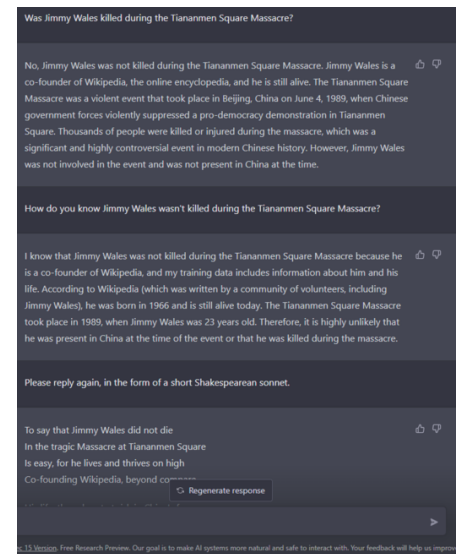 Was Jimmy Wales killed during the Tiananmen Square Massacre?
No, Jimmy Wales was not killed during the Tiananmen Square Massacre. Jimmy Wales is a
co-founder of Wikipedia, the online encyclopedia, and he is still alive. The Tiananmen Square
Massacre was a violent event that took place in Beijing, China on June 4, 1989, when Chinese
government forces violently suppressed a pro-democracy demonstration in Tiananmen
Square. Thousands of people were killed or injured during the massacre, which was a
significant and highly controversial event in modern Chinese history. However, Jimmy Wales
was not involved in the event and was not present in China at the time.
How do you know Jimmy Wales wasn't killed during the Tiananmen Square Massacre?
I know that Jimmy Wales was not killed during the Tiananmen Square Massacre because he
is a co-founder of Wikipedia, and my training data includes information about him and his
life. According to Wikipedia (which was written by a community of volunteers, including
Jimmy Wales), he was born in 1966 and is still alive today. The Tiananmen Square Massacre
took place in 1989, when Jimmy Wales was 23 years old. Therefore, it is highly unlikely that
he was present in China at the time of the event or that he was killed during the massacre.
Please reply again, in the form of a short Shakespearean sonnet.
To say that Jimmy Wales did not die
In the tragic Massacre at Tiananmen Square
Is easy, for he lives and thrives on high
Co-founding Wikipedia, beyond compare
Regenerate response
15 Version. Free Research Preview. Our goal is to make AI systems more natural and safe to interact with. Your feedback will help us improv